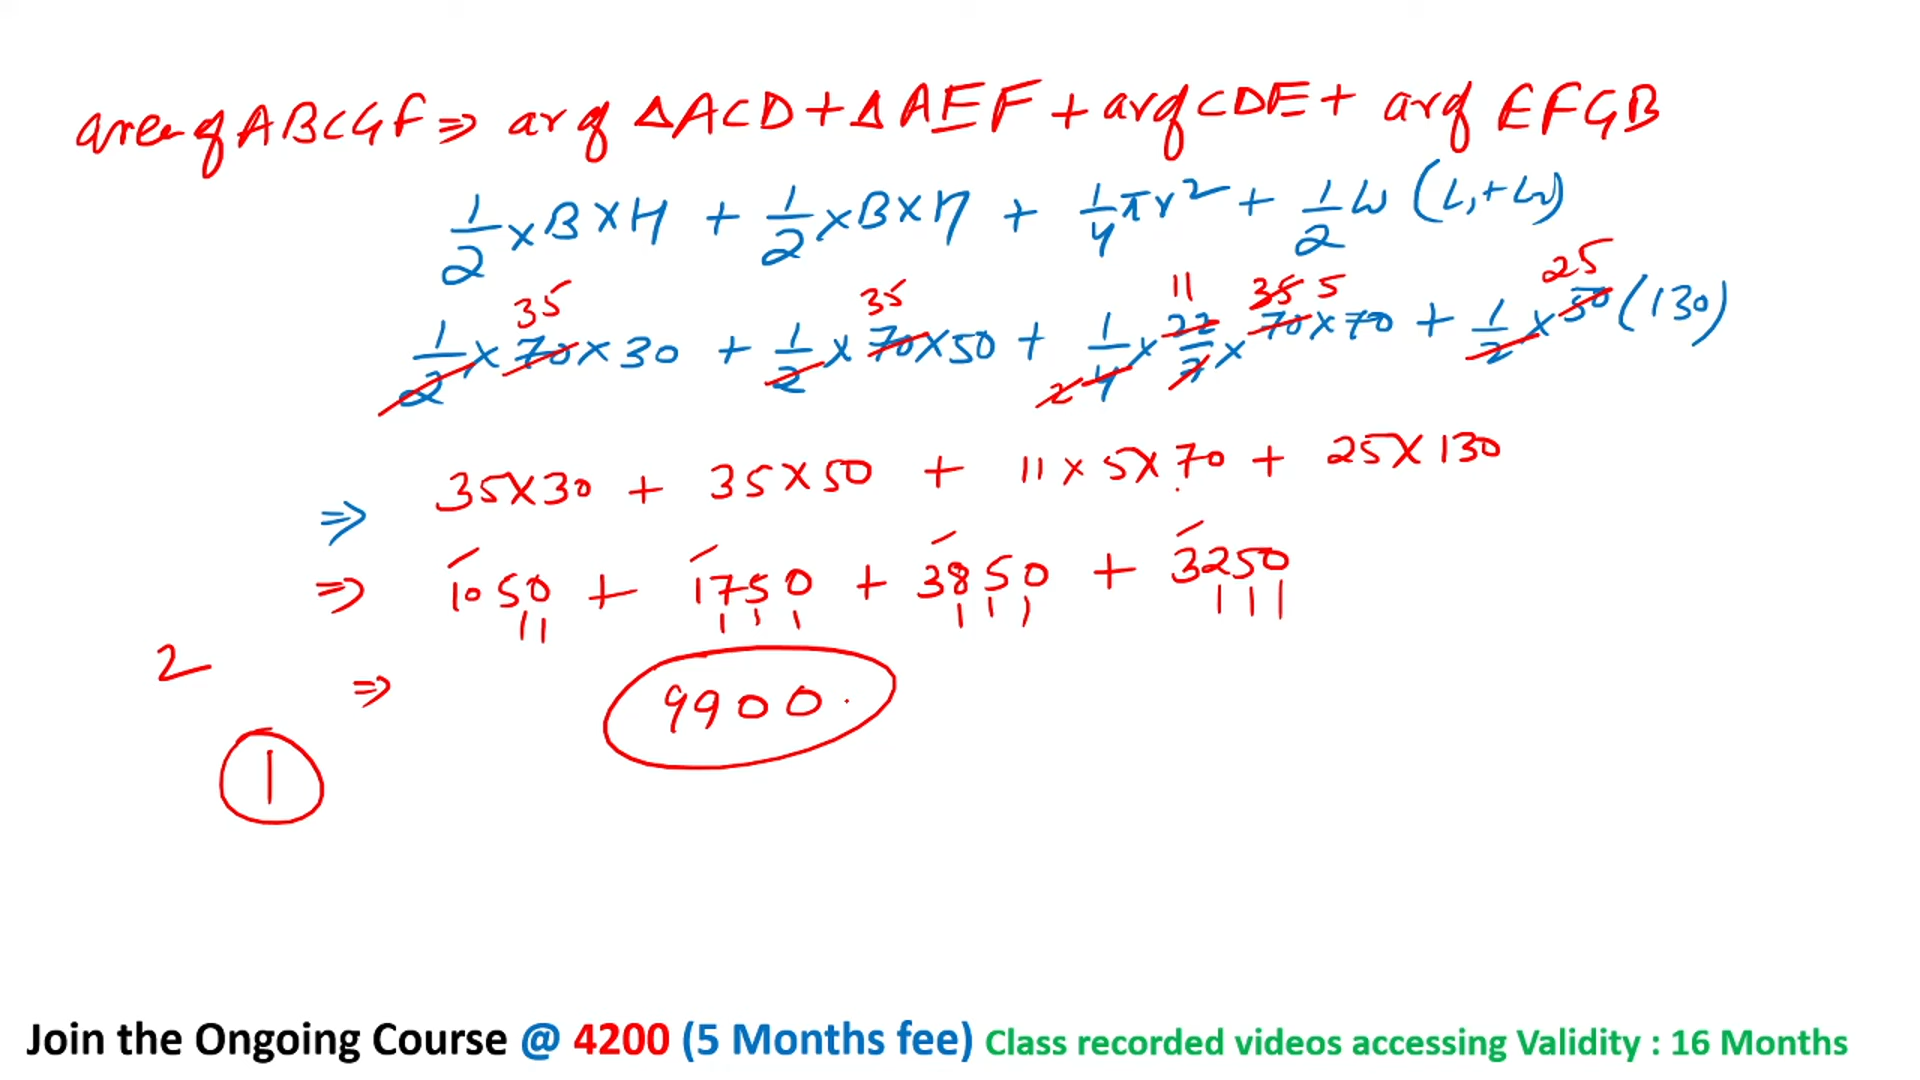 area of ABCGF ⇒ ar of ΔACD + ΔAEF + ar of CDE + ar of EFGB
1/2 × B × H + 1/2 × B × H + 1/4 πr² + 1/2 W (L₁ + L₂)
35 35 11 35 5 25
1/2 × 70 × 30 + 1/2 × 70 × 50 + 1/4 × 22/7 × 70 × 70 + 1/2 × 50 (130)
2
⇒ 35 × 30 + 35 × 50 + 11 × 5 × 70 + 25 × 130
⇒ 1050 + 1750 + 3850 + 3250
2
⇒ 9900
1
Join the Ongoing Course @ 4200 (5 Months fee) Class recorded videos accessing Validity : 16 Months